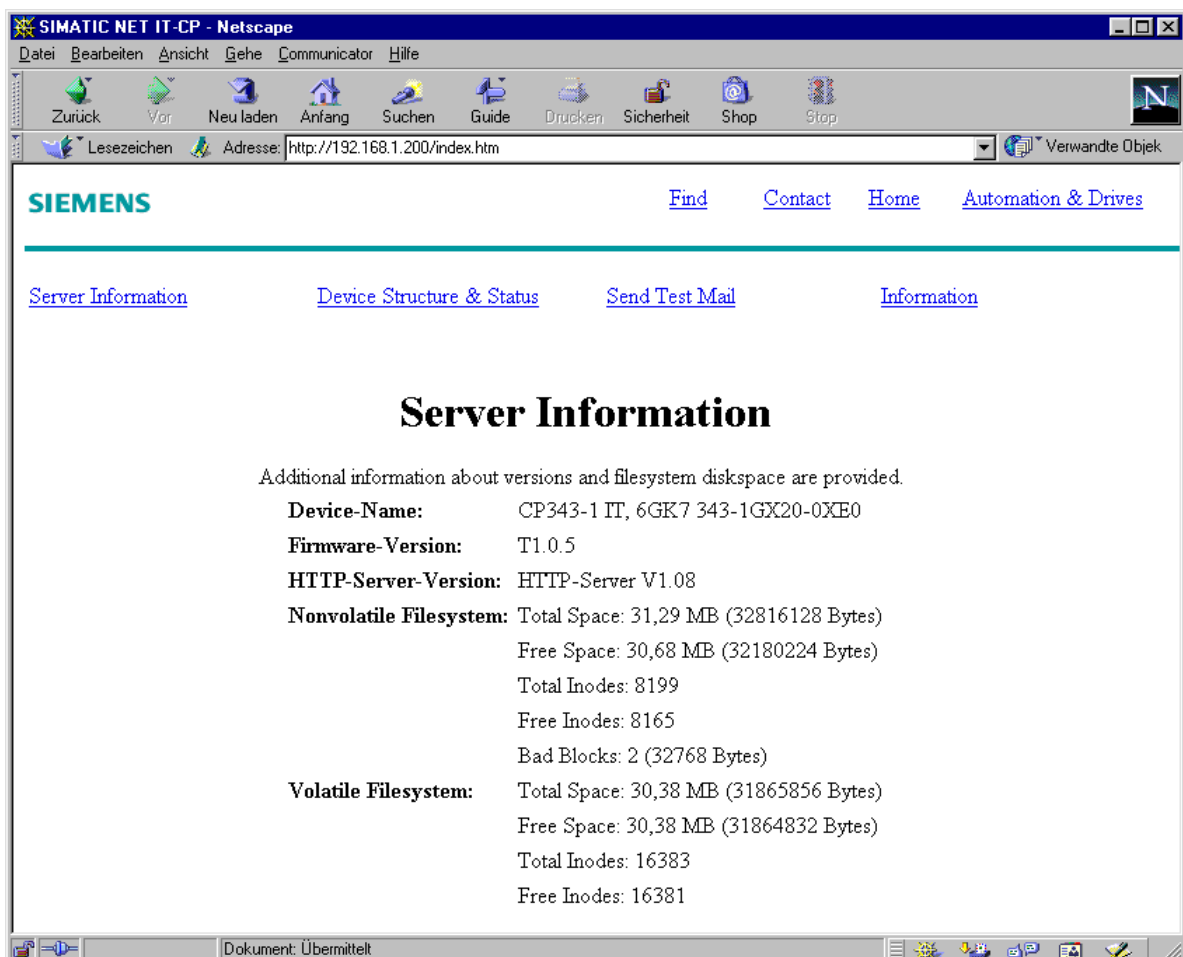 SIMATIC NET IT-CP - Netscape
Datei Bearbeiten Ansicht Gehe Communicator Hilfe
Zurück Vor Neu laden Anfang Suchen Guide Drucken Sicherheit Shop Stop
N
Lesezeichen Adresse: http://192.168.1.200/index.htm Verwandte Objek
SIEMENS Find Contact Home Automation & Drives
Server Information Device Structure & Status Send Test Mail Information
Server Information
Additional information about versions and filesystem diskspace are provided.
Device-Name: CP343-1 IT, 6GK7 343-1GX20-0XE0
Firmware-Version: T1.0.5
HTTP-Server-Version: HTTP-Server V1.08
Nonvolatile Filesystem: Total Space: 31,29 MB (32816128 Bytes)
Free Space: 30,68 MB (32180224 Bytes)
Total Inodes: 8199
Free Inodes: 8165
Bad Blocks: 2 (32768 Bytes)
Volatile Filesystem: Total Space: 30,38 MB (31865856 Bytes)
Free Space: 30,38 MB (31864832 Bytes)
Total Inodes: 16383
Free Inodes: 16381
Dokument: Übermittelt